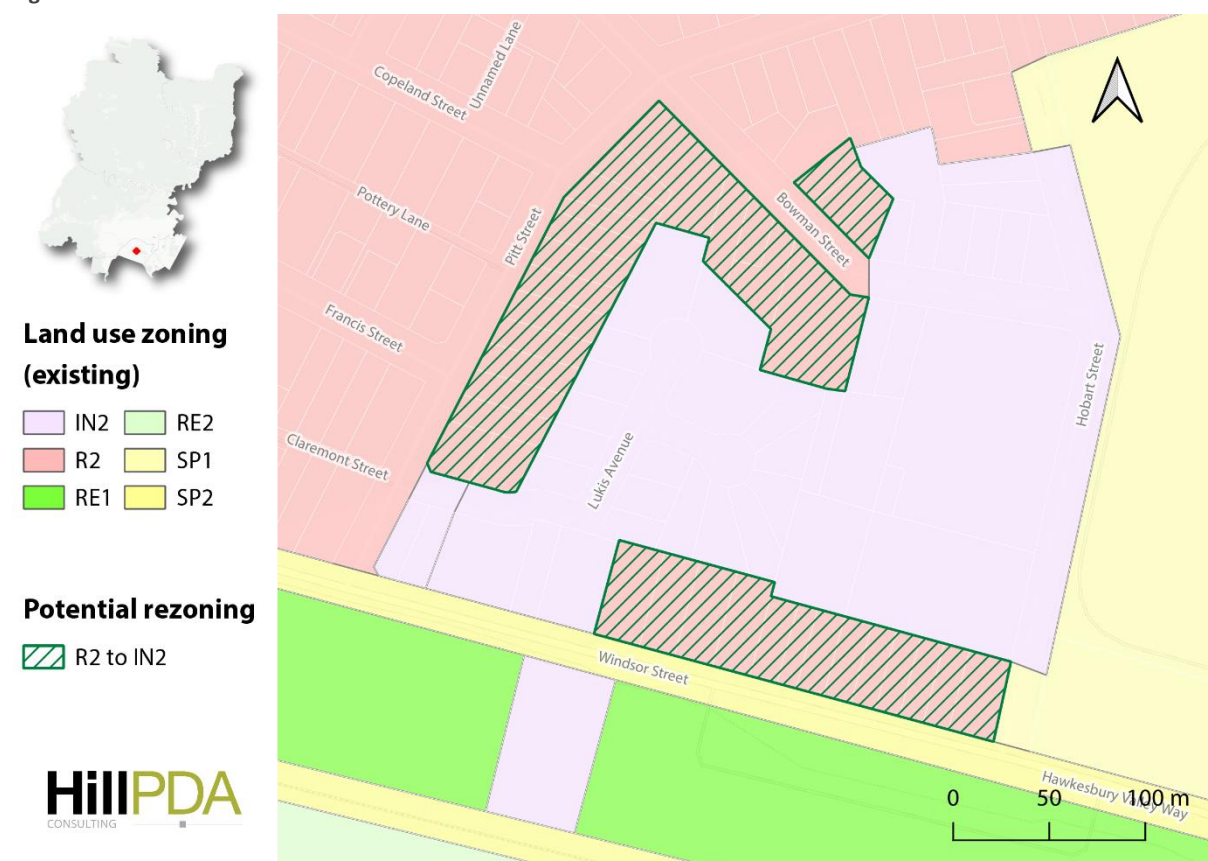 Land use zoning
(existing)
IN2
RE2
R2
SP1
RE1
SP2
Potential rezoning
R2 to IN2
HillPDA
CONSULTING
Copeland Street
Unnamed Lane
Pottery Lane
Pitt Street
Bowman Street
Francis Street
Claremont Street
Lukis Avenue
Hobart Street
Windsor Street
Hawkesbury Valley Way
0 50 100 m